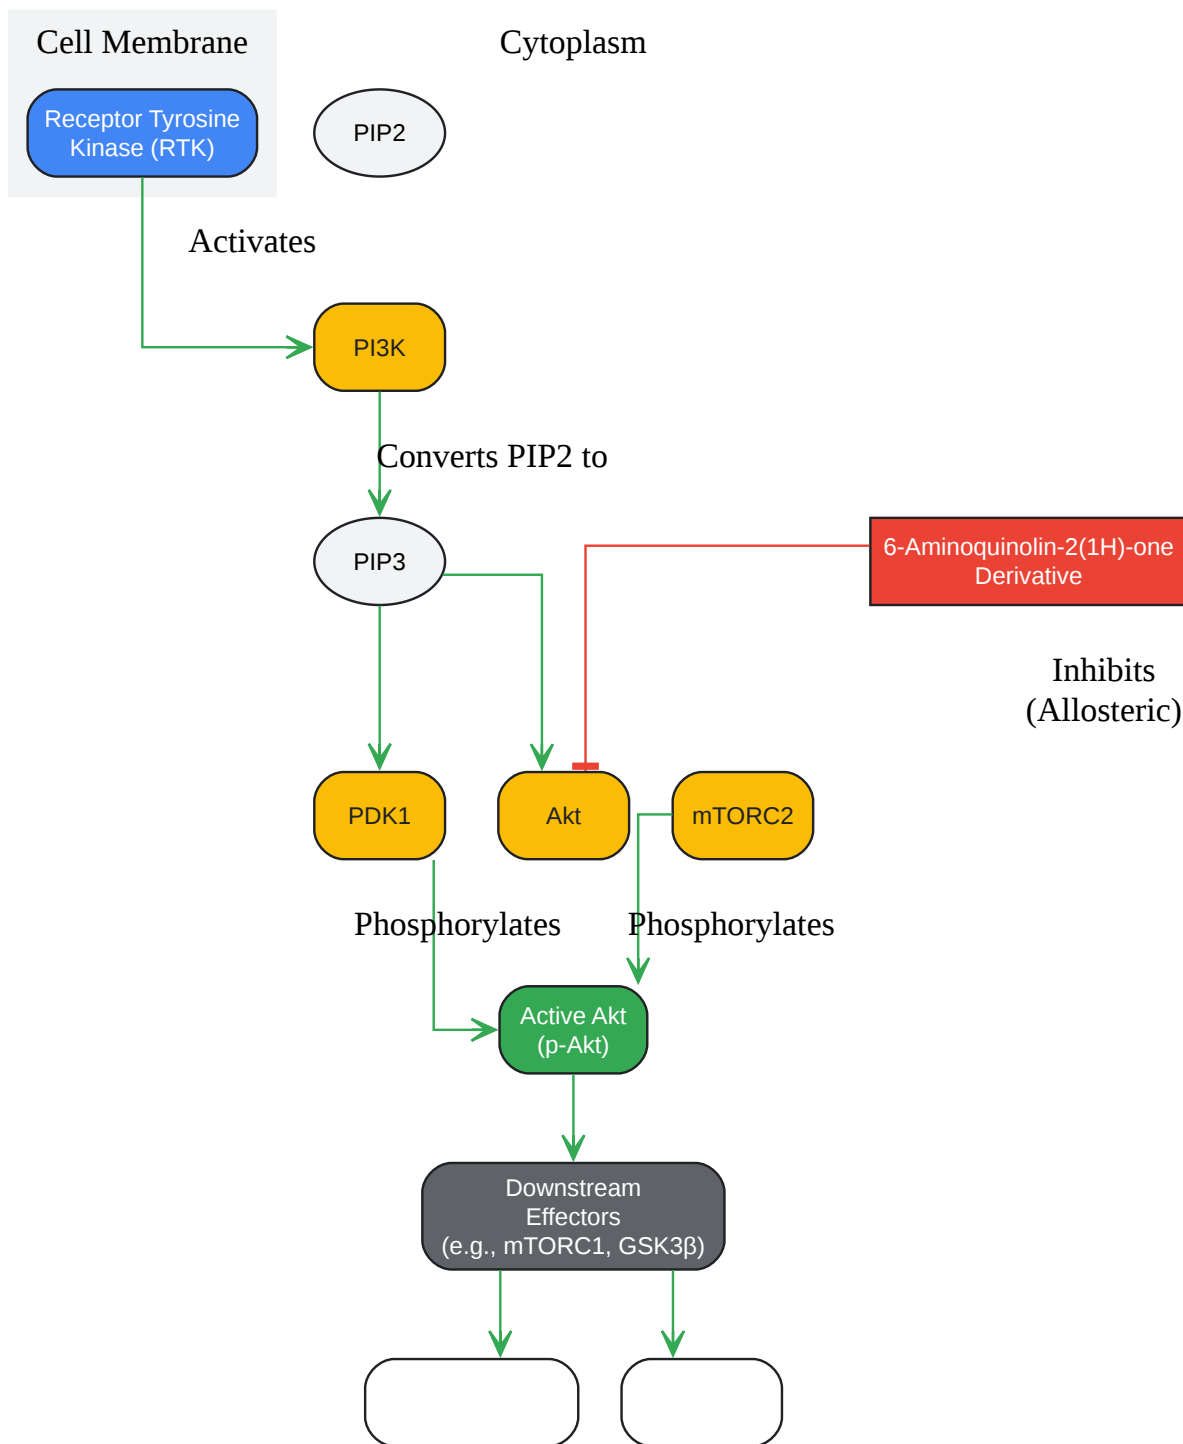 Cell Membrane
Cytoplasm
Receptor Tyrosine
Kinase (RTK)
PIP2
Activates
PI3K
Converts PIP2 to
PIP3
6-Aminoquinolin-2(1H)-one
Derivative
Inhibits
(Allosteric)
PDK1
Akt
mTORC2
Phosphorylates
Phosphorylates
Active Akt
(p-Akt)
Downstream
Effectors
(e.g., mTORC1, GSK3β)